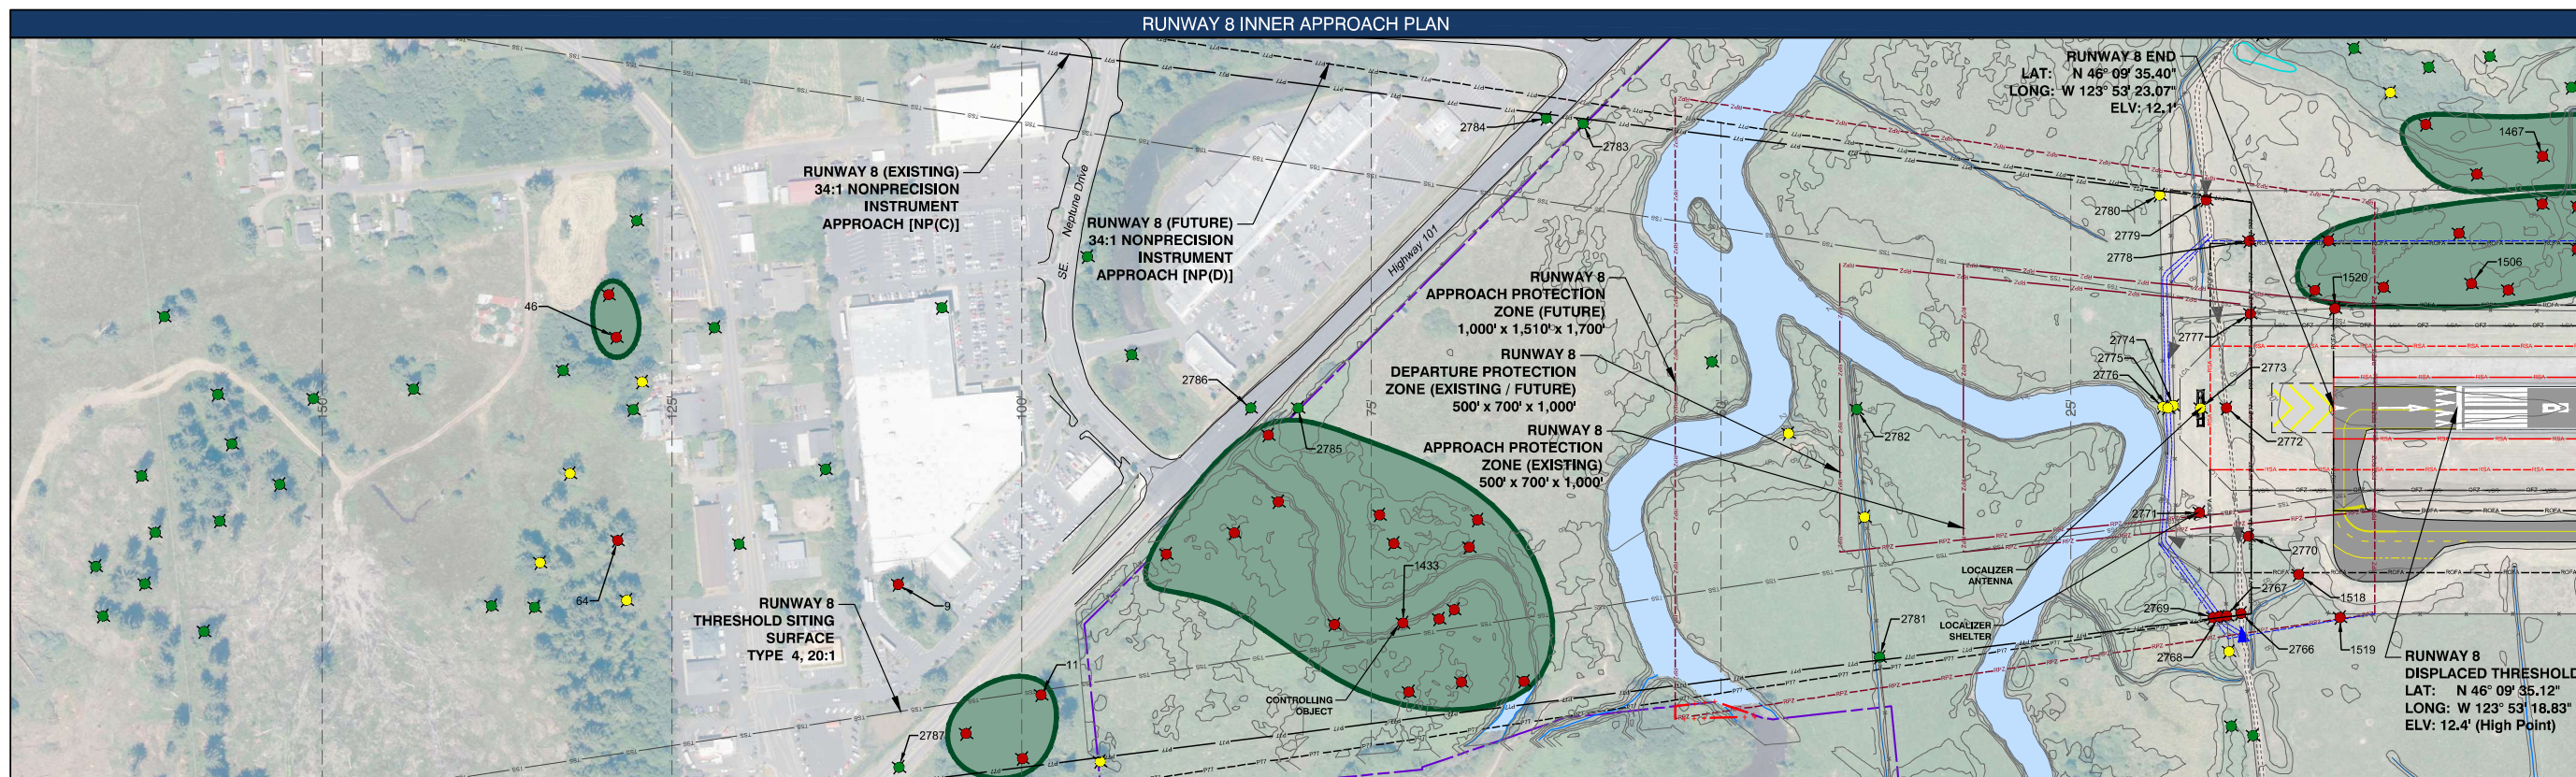 RUNWAY 8 INNER APPROACH PLAN
RUNWAY 8 (EXISTING)
34:1 NONPRECISION
INSTRUMENT
APPROACH [NP(C)]
SE. Neptune Drive
RUNWAY 8 (FUTURE)
34:1 NONPRECISION
INSTRUMENT
APPROACH [NP(D)]
Highway 101
2784
2783
RUNWAY 8 END
LAT: N 46° 09' 35.40"
LONG: W 123° 53' 23.07"
ELV: 12.1'
1467
2780
2779
2778
1506
1520
46
RUNWAY 8
APPROACH PROTECTION
ZONE (FUTURE)
1,000' x 1,510' x 1,700'
RUNWAY 8
DEPARTURE PROTECTION
ZONE (EXISTING / FUTURE)
500' x 700' x 1,000'
RUNWAY 8
APPROACH PROTECTION
ZONE (EXISTING)
500' x 700' x 1,000'
2777
2774
2775
2776
2773
2786
2785
2782
2772
150'
125'
100'
75'
50'
25'
2771
2770
LOCALIZER
ANTENNA
64
9
1433
RUNWAY 8
THRESHOLD SITING
SURFACE
TYPE 4, 20:1
2767
1518
2769
2781
LOCALIZER
SHELTER
2768
2766
1519
11
CONTROLLING
OBJECT
2787
RUNWAY 8
DISPLACED THRESHOLD
LAT: N 46° 09' 35.12"
LONG: W 123° 53' 18.83"
ELV: 12.4' (High Point)
TSS
P77
RPZ
ROFA
RSA
OFZ